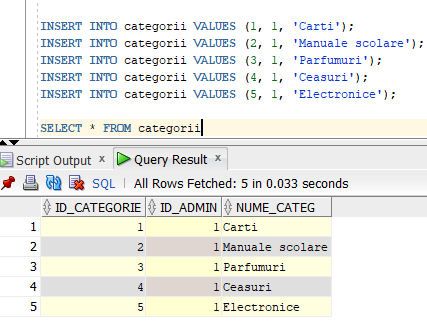 INSERT INTO categorii VALUES (1, 1, 'Carti');
INSERT INTO categorii VALUES (2, 1, 'Manuale scolare');
INSERT INTO categorii VALUES (3, 1, 'Parfumuri');
INSERT INTO categorii VALUES (4, 1, 'Ceasuri');
INSERT INTO categorii VALUES (5, 1, 'Electronice');
SELECT * FROM categorii
Script Output x Query Result x
SQL | All Rows Fetched: 5 in 0.033 seconds
ID_CATEGORIE ID_ADMIN NUME_CATEG
1 1 1 Carti
2 2 1 Manuale scolare
3 3 1 Parfumuri
4 4 1 Ceasuri
5 5 1 Electronice